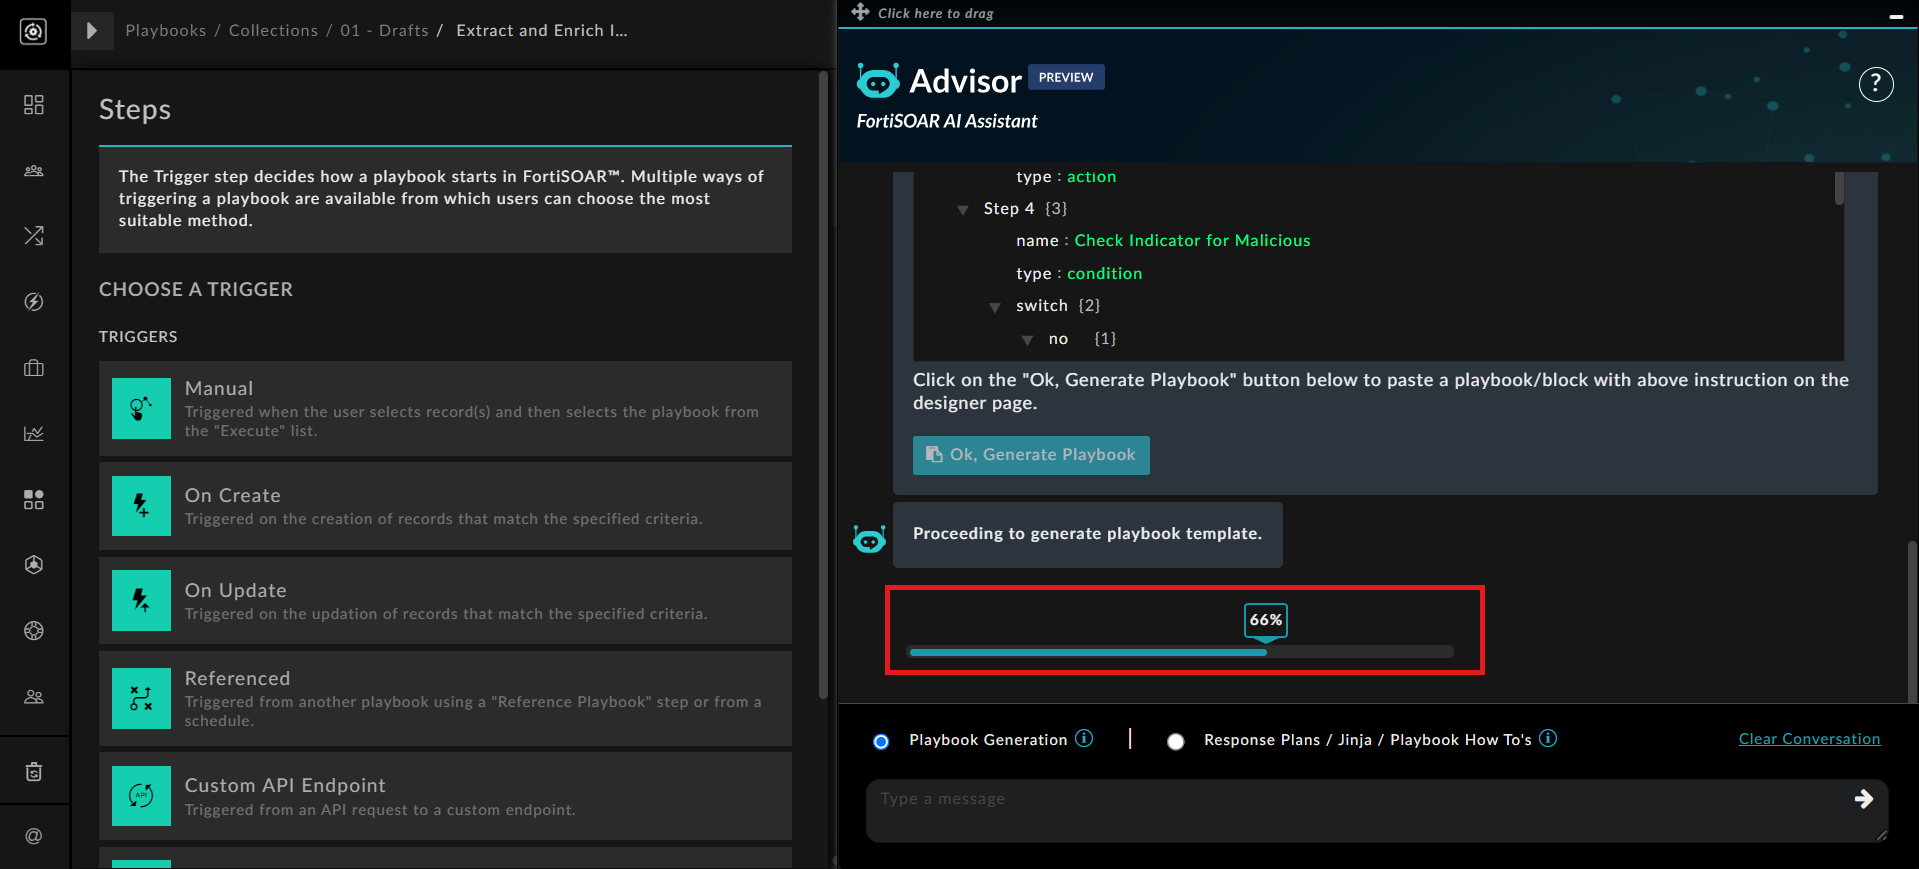 Playbooks / Collections / 01 - Drafts / Extract and Enrich I...
Steps
The Trigger step decides how a playbook starts in FortiSOAR™. Multiple ways of
triggering a playbook are available from which users can choose the most
suitable method.
CHOOSE A TRIGGER
TRIGGERS
Manual
Triggered when the user selects record(s) and then selects the playbook from
the "Execute" list.
On Create
Triggered on the creation of records that match the specified criteria.
On Update
Triggered on the updation of records that match the specified criteria.
Referenced
Triggered from another playbook using a "Reference Playbook" step or from a
schedule.
API
Custom API Endpoint
Triggered from an API request to a custom endpoint.
@
Click here to drag
Advisor PREVIEW
FortiSOAR AI Assistant
?
type : action
Step 4 {3}
name : Check Indicator for Malicious
type : condition
switch {2}
no {1}
Click on the "Ok, Generate Playbook" button below to paste a playbook/block with above instruction on the
designer page.
Ok, Generate Playbook
Proceeding to generate playbook template.
66%
Playbook Generation i | Response Plans / Jinja / Playbook How To's i Clear Conversation
Type a message